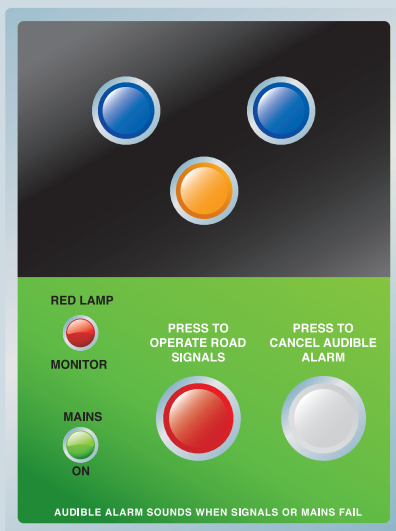 RED LAMP
MONITOR
PRESS TO
OPERATE ROAD
SIGNALS
PRESS TO
CANCEL AUDIBLE
ALARM
MAINS
ON
AUDIBLE ALARM SOUNDS WHEN SIGNALS OR MAINS FAIL